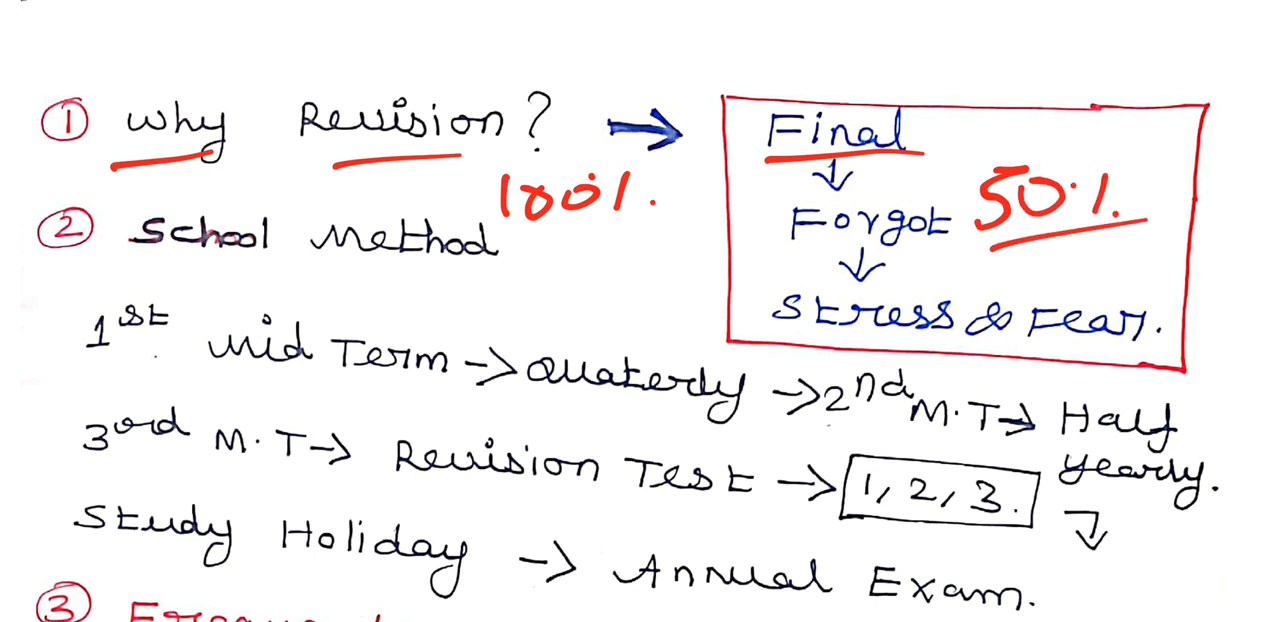 ① Why Revision? →
100%.
Final
↓
Forgot 50%.
↓
Stress & Fear.
② School Method
1st Mid Term -> Quaterly -> 2nd M.T -> Half yearly.
3rd M.T -> Revision Test -> 1, 2, 3.
Study Holiday -> Annual Exam.
③